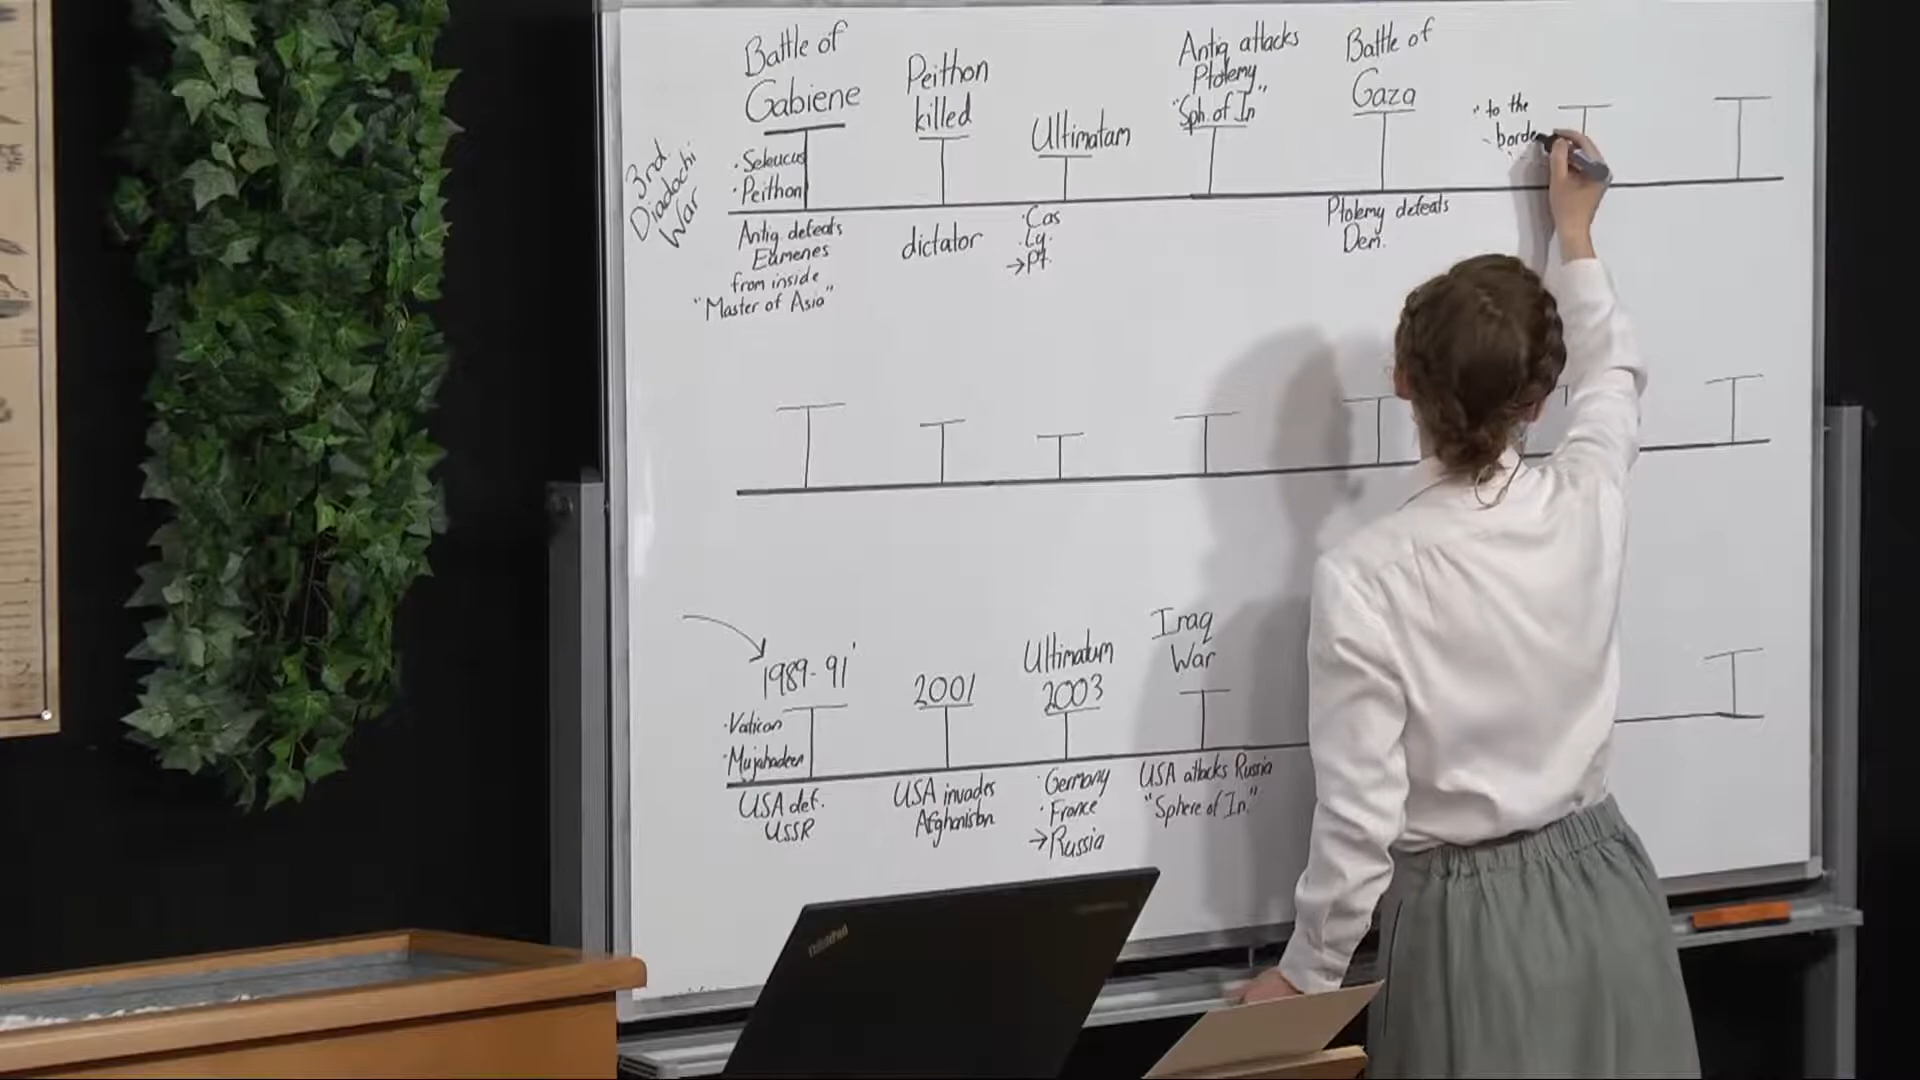 3rd
Diadachi
War
Battle of
Gabiene
·Seleucus
·Peithon
Antig. defeats
Eumenes
from inside
"Master of Asia"
Peithon
killed
dictator
Ultimatam
·Cas
·Ly.
→Pt.
Antig attacks
Ptolemy
"Sph. of In"
Battle of
Gaza
Ptolemy defeats
Dem.
"to the
borde
1989-91'
·Vatican
·Mujahadeen
USA def.
USSR
2001
USA invades
Afghanistan
Ultimatum
2003
·Germany
·France
→Russia
Iraq
War
USA attacks Russia
"Sphere of In."
ThinkPad